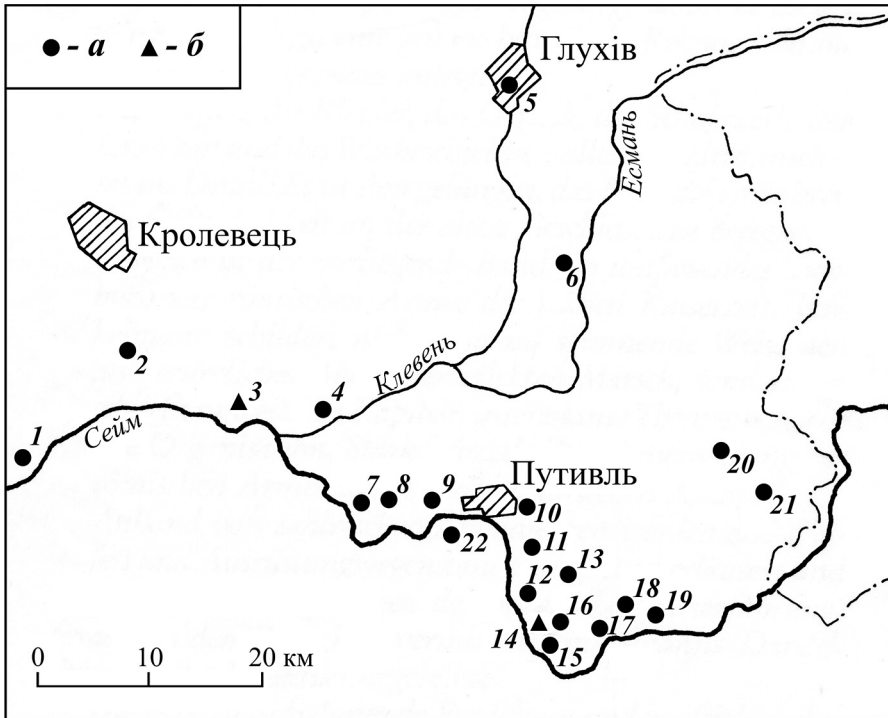 - а
- б
Глухів
5
Есмань
Кролевець
6
2
Клевень
3
4
Сейм
1
20
Путивль
7
8
9
21
10
22
11
13
12
18
16
19
14
17
15
0 10 20 км